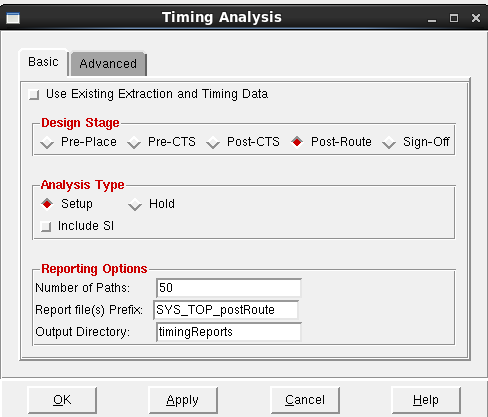 Timing Analysis
Basic Advanced
Use Existing Extraction and Timing Data
Design Stage
Pre-Place Pre-CTS Post-CTS Post-Route Sign-Off
Analysis Type
Setup Hold
Include SI
Reporting Options
Number of Paths: 50
Report file(s) Prefix: SYS_TOP_postRoute
Output Directory: timingReports
OK Apply Cancel Help